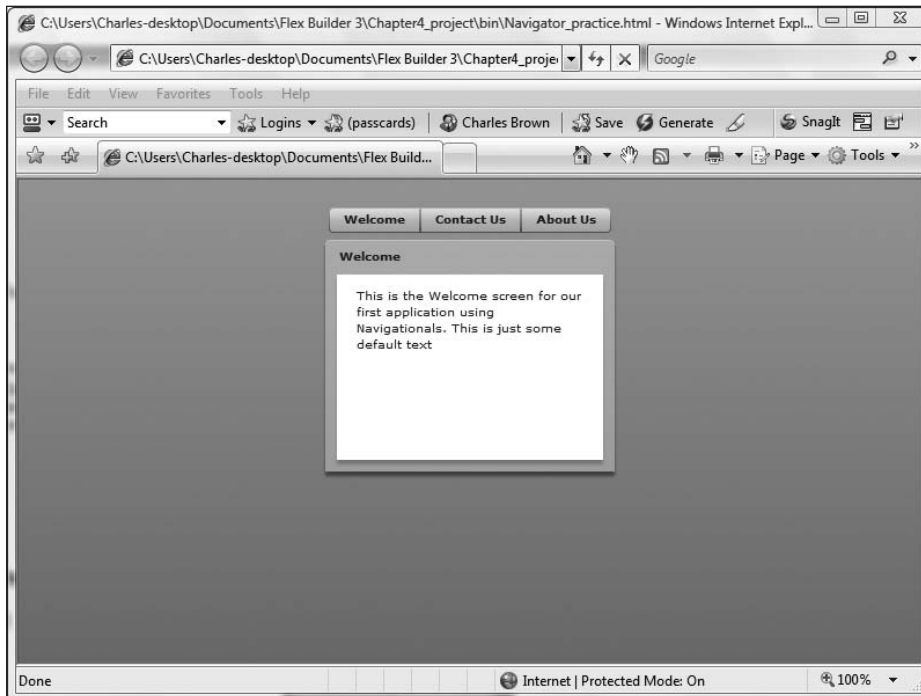 C:\Users\Charles-desktop\Documents\Flex Builder 3\Chapter4_project\bin\Navigator_practice.html - Windows Internet Expl...
C:\Users\Charles-desktop\Documents\Flex Builder 3\Chapter4_proje
Google
File Edit View Favorites Tools Help
Search Logins (passcards) Charles Brown Save Generate SnagIt
C:\Users\Charles-desktop\Documents\Flex Build... Page Tools »
Welcome Contact Us About Us
Welcome
This is the Welcome screen for our
first application using
Navigationals. This is just some
default text
Done Internet | Protected Mode: On 100%